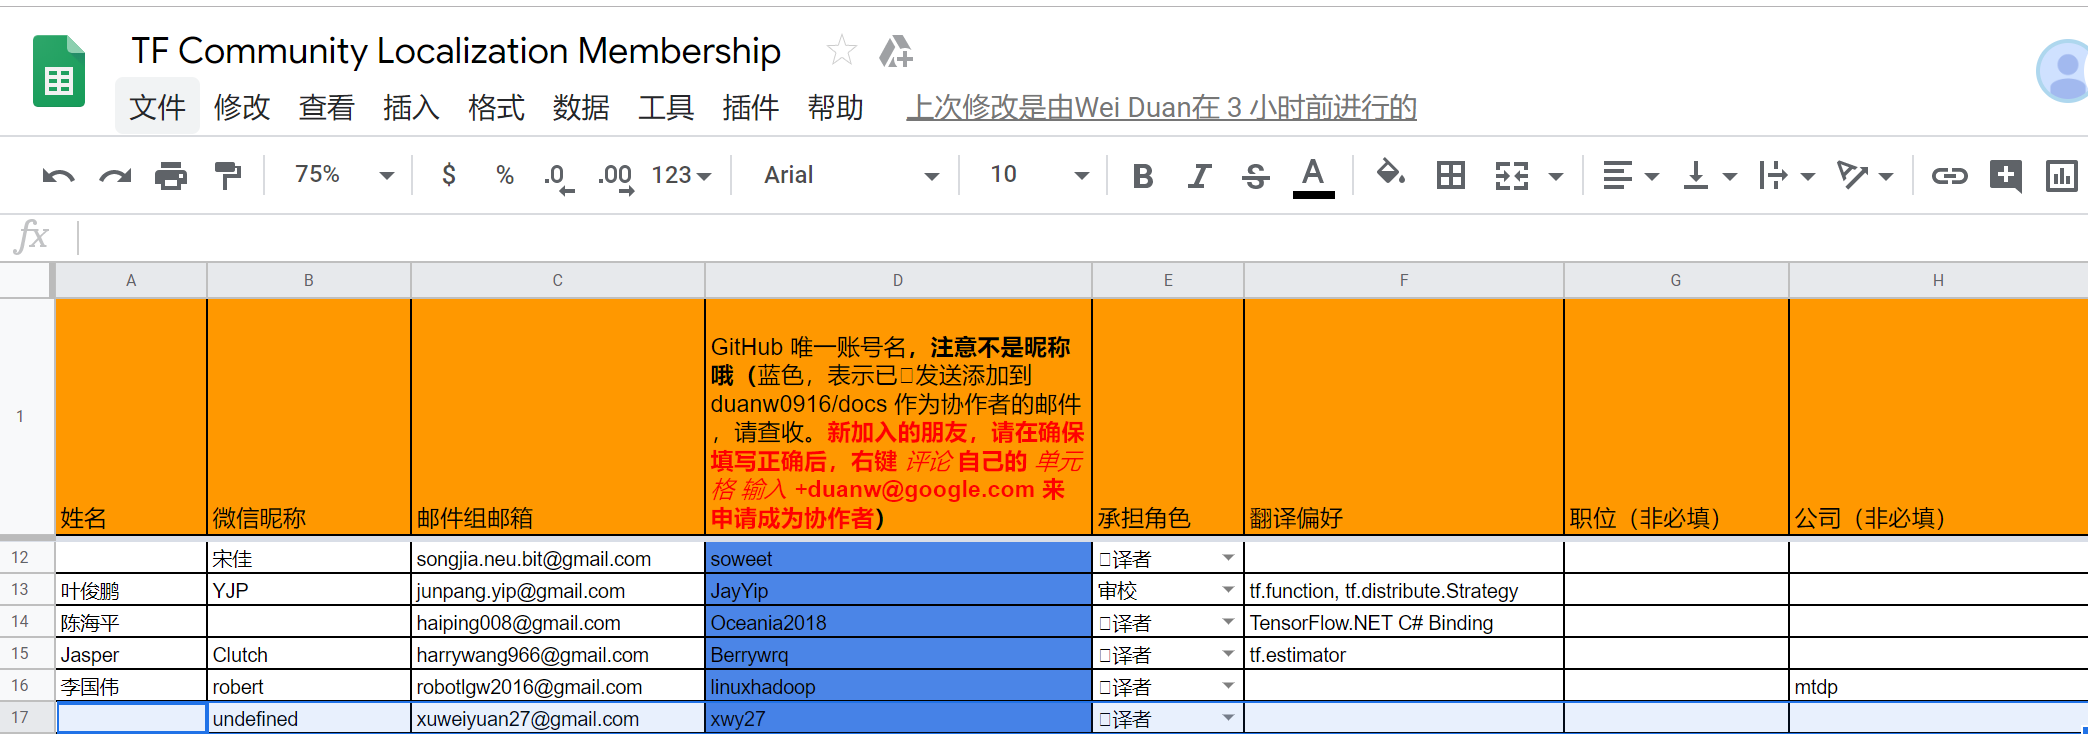 TF Community Localization Membership
文件 修改 查看 插入 格式 数据 工具 插件 帮助 上次修改是由Wei Duan在 3 小时前进行的
75% $ % .0 .00 123 Arial 10 B I S A
fx
A B C D E F G H
1
姓名
微信昵称
邮件组邮箱
GitHub 唯一账号名，注意不是昵称
哦（蓝色，表示已发送添加到
duanw0916/docs 作为协作者的邮件
，请查收。新加入的朋友，请在确保
填写正确后，右键 评论 自己的 单元
格 输入 +duanw@google.com 来
申请成为协作者）
承担角色
翻译偏好
职位（非必填）
公司（非必填）
12 宋佳 songjia.neu.bit@gmail.com soweet 译者
13 叶俊鹏 YJP junpang.yip@gmail.com JayYip 审校 tf.function, tf.distribute.Strategy
14 陈海平 haiping008@gmail.com Oceania2018 译者 TensorFlow.NET C# Binding
15 Jasper Clutch harrywang966@gmail.com Berrywrq 译者 tf.estimator
16 李国伟 robert robotlgw2016@gmail.com linuxhadoop 译者 mtdp
17 undefined xuweiyuan27@gmail.com xwy27 译者